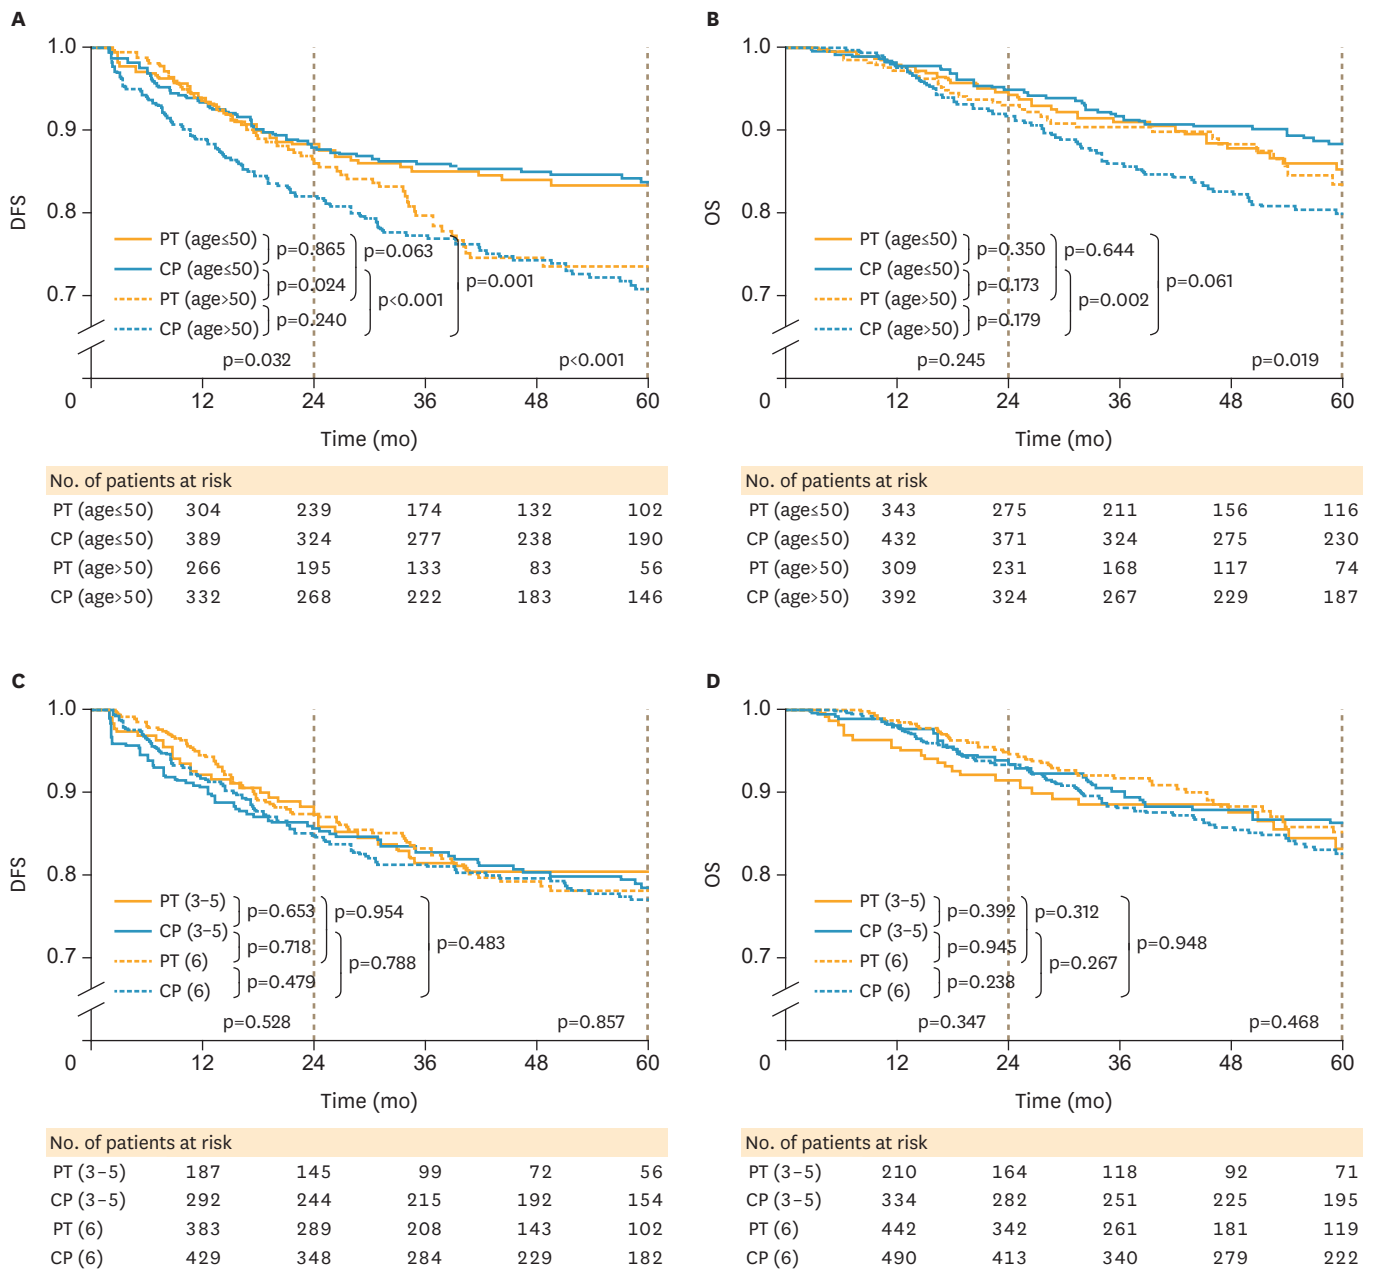 A
1.0
0.9
0.8
0.7
DFS
PT (age≤50)
CP (age≤50)
PT (age>50)
CP (age>50)
p=0.865
p=0.024
p=0.240
p=0.063
p<0.001
p=0.001
p=0.032
p<0.001
0 12 24 36 48 60
Time (mo)
No. of patients at risk
PT (age≤50) 304 239 174 132 102
CP (age≤50) 389 324 277 238 190
PT (age>50) 266 195 133 83 56
CP (age>50) 332 268 222 183 146
B
1.0
0.9
0.8
0.7
OS
PT (age≤50)
CP (age≤50)
PT (age>50)
CP (age>50)
p=0.350
p=0.173
p=0.179
p=0.644
p=0.002
p=0.061
p=0.245
p=0.019
0 12 24 36 48 60
Time (mo)
No. of patients at risk
PT (age≤50) 343 275 211 156 116
CP (age≤50) 432 371 324 275 230
PT (age>50) 309 231 168 117 74
CP (age>50) 392 324 267 229 187
C
1.0
0.9
0.8
0.7
DFS
PT (3–5)
CP (3–5)
PT (6)
CP (6)
p=0.653
p=0.718
p=0.479
p=0.954
p=0.788
p=0.483
p=0.528
p=0.857
0 12 24 36 48 60
Time (mo)
No. of patients at risk
PT (3–5) 187 145 99 72 56
CP (3–5) 292 244 215 192 154
PT (6) 383 289 208 143 102
CP (6) 429 348 284 229 182
D
1.0
0.9
0.8
0.7
OS
PT (3–5)
CP (3–5)
PT (6)
CP (6)
p=0.392
p=0.945
p=0.238
p=0.312
p=0.267
p=0.948
p=0.347
p=0.468
0 12 24 36 48 60
Time (mo)
No. of patients at risk
PT (3–5) 210 164 118 92 71
CP (3–5) 334 282 251 225 195
PT (6) 442 342 261 181 119
CP (6) 490 413 340 279 222